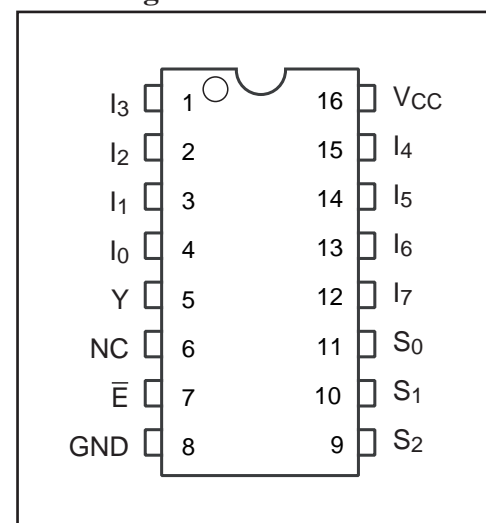 I3 1 16 VCC
I2 2 15 I4
I1 3 14 I5
I0 4 13 I6
Y 5 12 I7
NC 6 11 S0
E̅ 7 10 S1
GND 8 9 S2